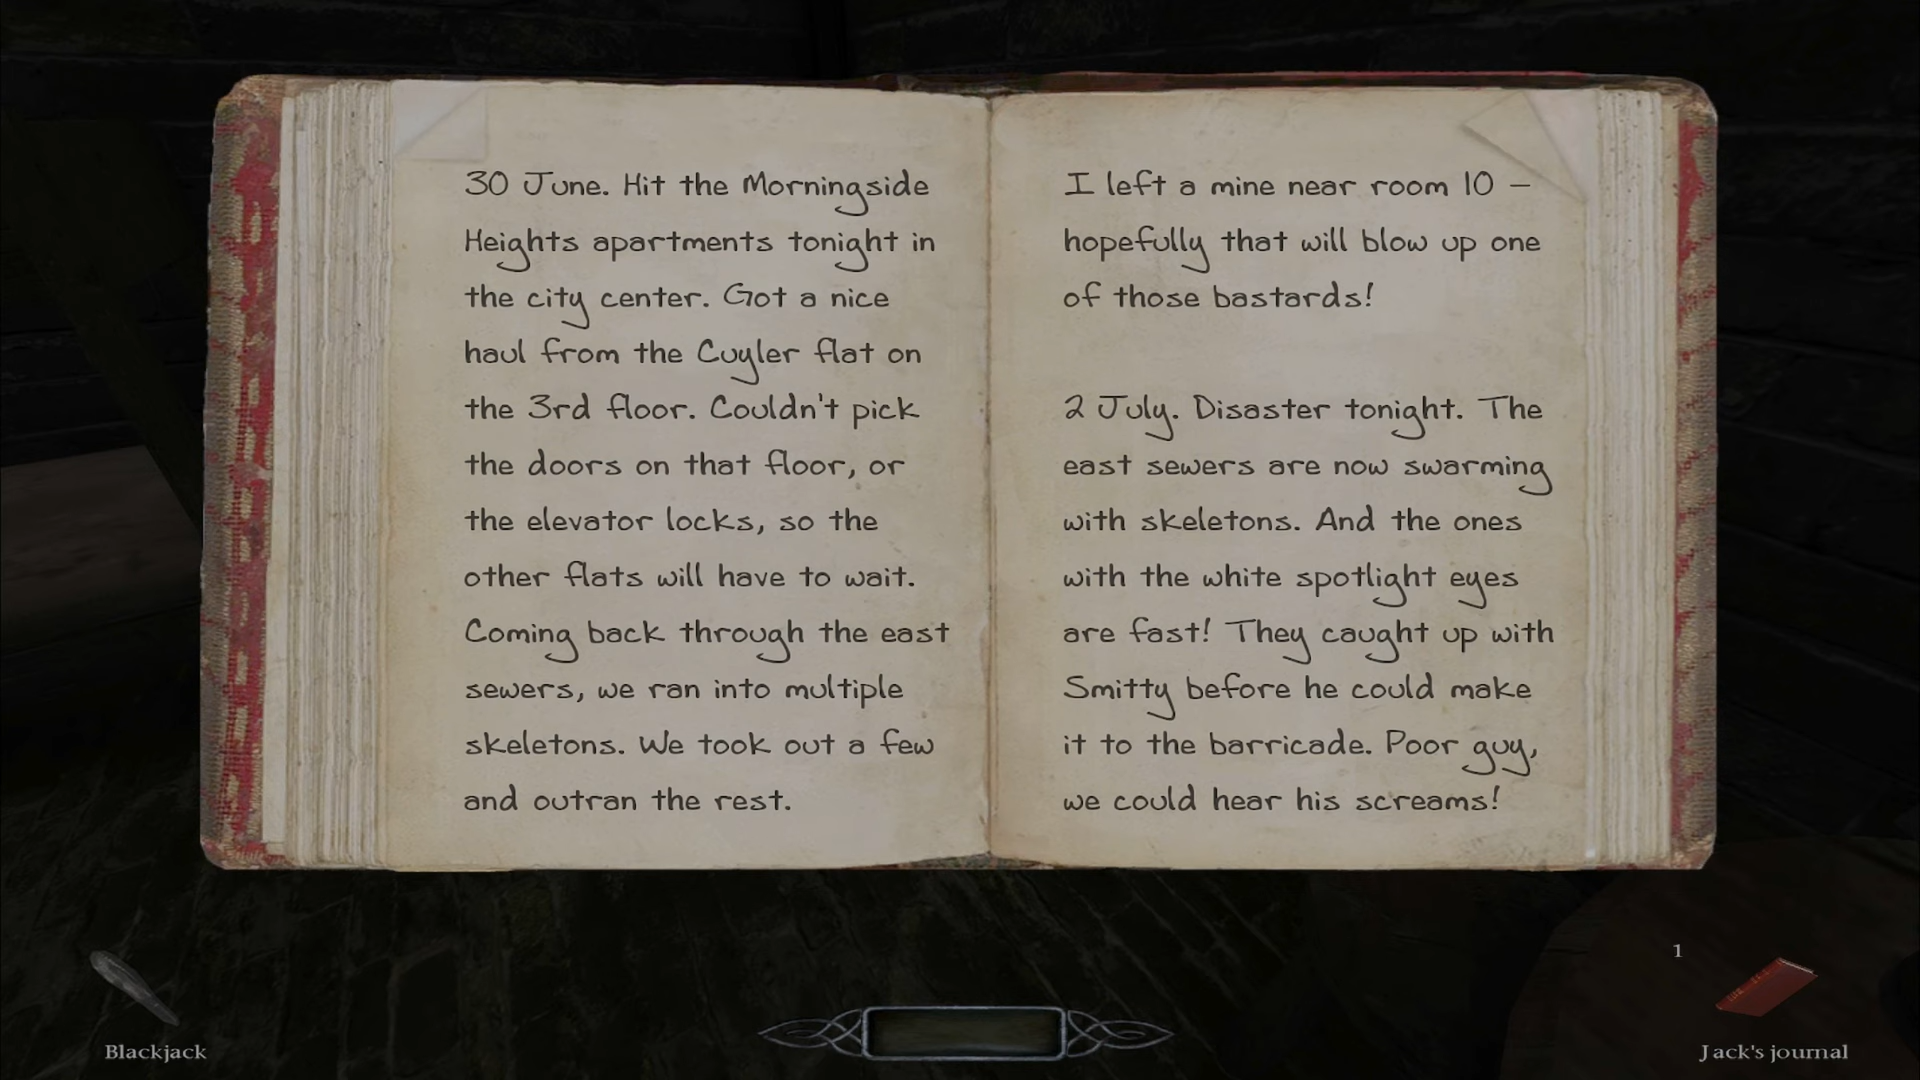 30 June. Hit the Morningside
Heights apartments tonight in
the city center. Got a nice
haul from the Cuyler flat on
the 3rd floor. Couldn't pick
the doors on that floor, or
the elevator locks, so the
other flats will have to wait.
Coming back through the east
sewers, we ran into multiple
skeletons. We took out a few
and outran the rest.
I left a mine near room 10 –
hopefully that will blow up one
of those bastards!
2 July. Disaster tonight. The
east sewers are now swarming
with skeletons. And the ones
with the white spotlight eyes
are fast! They caught up with
Smitty before he could make
it to the barricade. Poor guy,
we could hear his screams!
1
Blackjack
Jack's journal